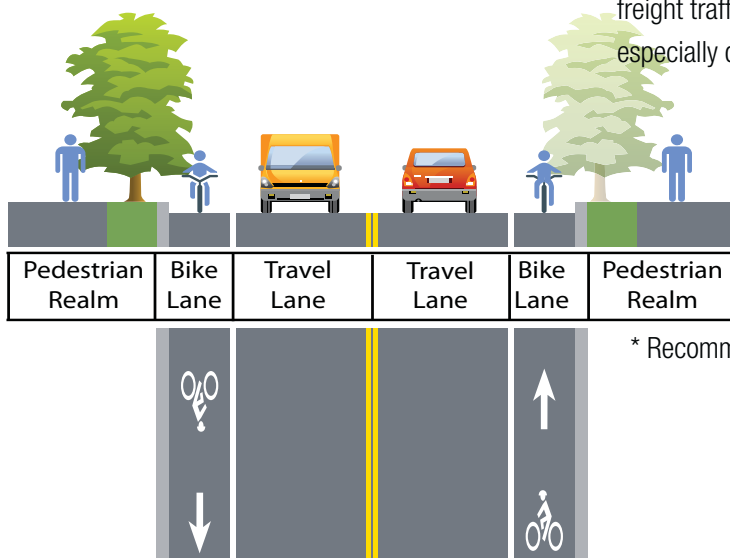 freight traff
especially c
Pedestrian Realm
Bike Lane
Travel Lane
Travel Lane
Bike Lane
Pedestrian Realm
* Recomm